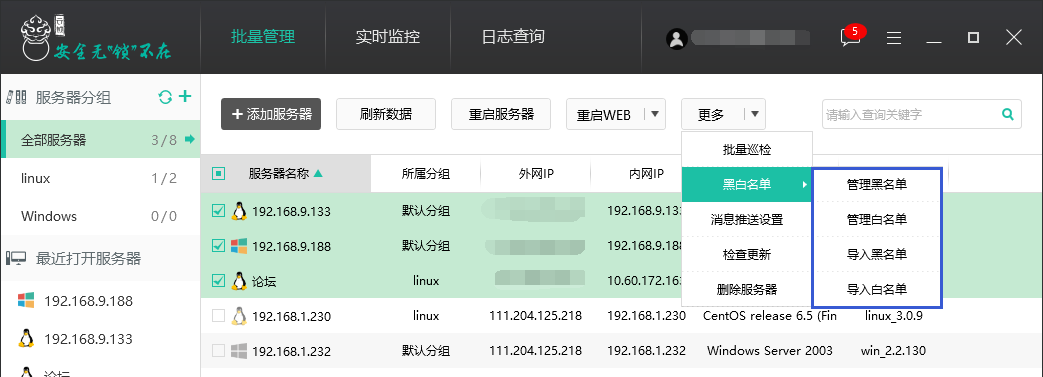 安全无"锁"不在
批量管理
实时监控
日志查询
5
服务器分组
全部服务器 3/8
linux 1/2
Windows 0/0
最近打开服务器
192.168.9.188
192.168.9.133
论坛
添加服务器
刷新数据
重启服务器
重启WEB
更多
请输入查询关键字
批量巡检
黑白名单
消息推送设置
检查更新
删除服务器
管理黑名单
管理白名单
导入黑名单
导入白名单
服务器名称 所属分组 外网IP 内网IP
192.168.9.133 默认分组 192.168.9.133
192.168.9.188 默认分组 192.168.9.188
论坛 linux 10.60.172.16
192.168.1.230 linux 111.204.125.218 192.168.1.230 CentOS release 6.5 (Fin linux_3.0.9
192.168.1.232 默认分组 111.204.125.218 192.168.1.232 Windows Server 2003 win_2.2.130